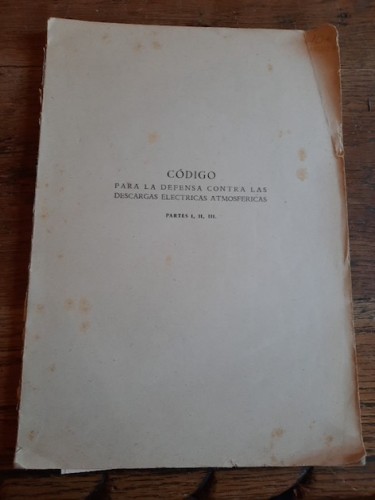 CÓDIGO
PARA LA DEFENSA CONTRA LAS
DESCARGAS ELECTRICAS ATMOSFERICAS
PARTES I, II, III.